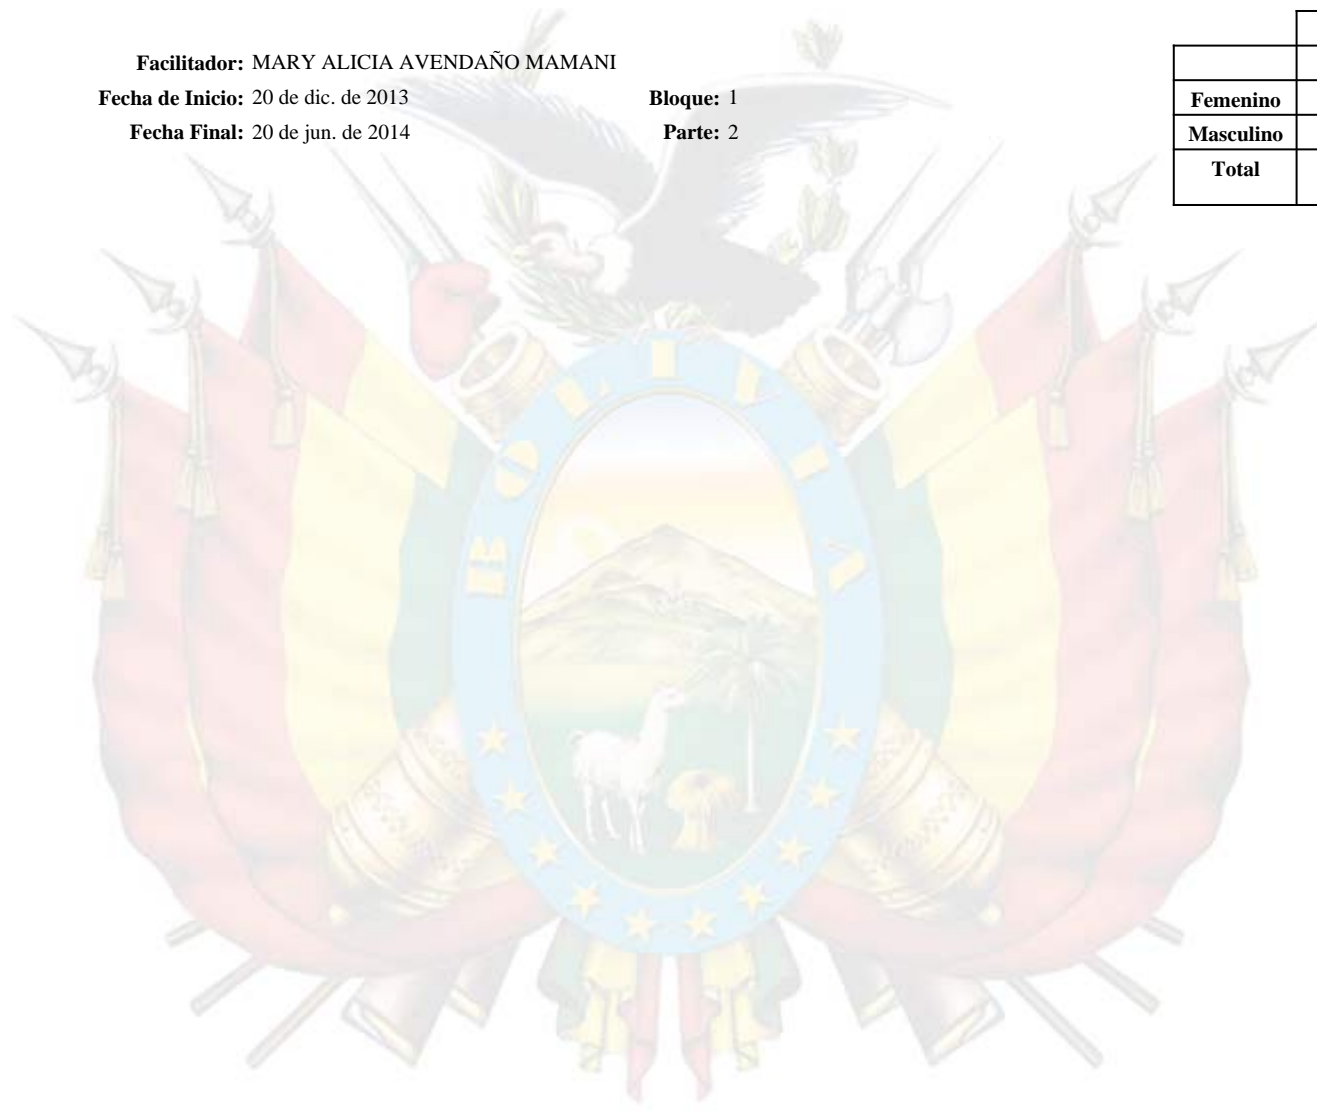 Facilitador: MARY ALICIA AVENDAÑO MAMANI
Fecha de Inicio: 20 de dic. de 2013 Bloque: 1
Fecha Final: 20 de jun. de 2014 Parte: 2
Femenino
Masculino
Total
BOLIVIA